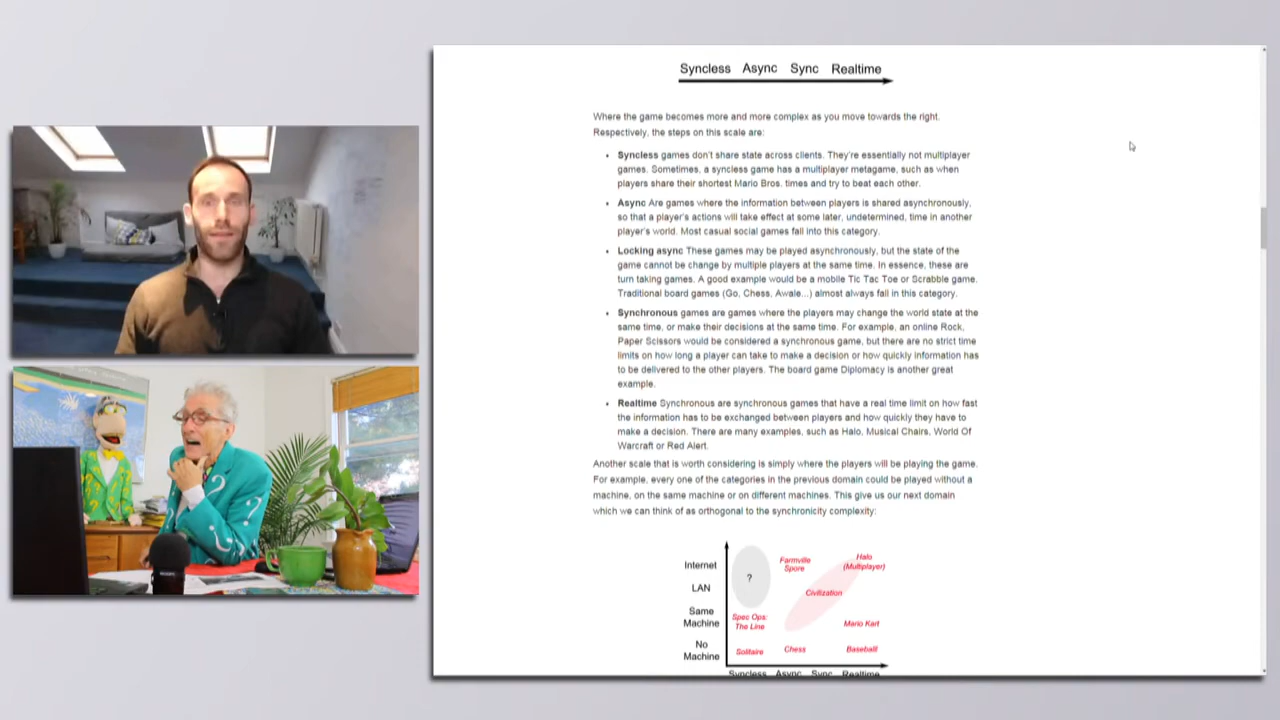 Syncless Async Sync Realtime
Where the game becomes more and more complex as you move towards the right.
Respectively, the steps on this scale are:
• Syncless games don't share state across clients. They're essentially not multiplayer
games. Sometimes, a syncless game has a multiplayer metagame, such as when
players share their shortest Mario Bros. times and try to beat each other.
• Async Are games where the information between players is shared asynchronously,
so that a player's actions will take effect at some later, undetermined, time in another
player's world. Most casual social games fall into this category.
• Locking async These games may be played asynchronously, but the state of the
game cannot be change by multiple players at the same time. In essence, these are
turn taking games. A good example would be a mobile Tic Tac Toe or Scrabble game.
Traditional board games (Go, Chess, Awale...) almost always fall in this category.
• Synchronous games are games where the players may change the world state at the
same time, or make their decisions at the same time. For example, an online Rock,
Paper Scissors would be considered a synchronous game, but there are no strict time
limits on how long a player can take to make a decision or how quickly information has
to be delivered to the other players. The board game Diplomacy is another great
example.
• Realtime Synchronous are synchronous games that have a real time limit on how fast
the information has to be exchanged between players and how quickly they have to
make a decision. There are many examples, such as Halo, Musical Chairs, World Of
Warcraft or Red Alert.
Another scale that is worth considering is simply where the players will be playing the game.
For example, every one of the categories in the previous domain could be played without a
machine, on the same machine or on different machines. This give us our next domain
which we can think of as orthogonal to the synchronicity complexity:
Internet
LAN
Same
Machine
No
Machine
?
Farmville
Spore
Halo
(Multiplayer)
Civilization
Spec Ops:
The Line
Mario Kart
Solitaire
Chess
Baseball
Syncless Async Sync Realtime